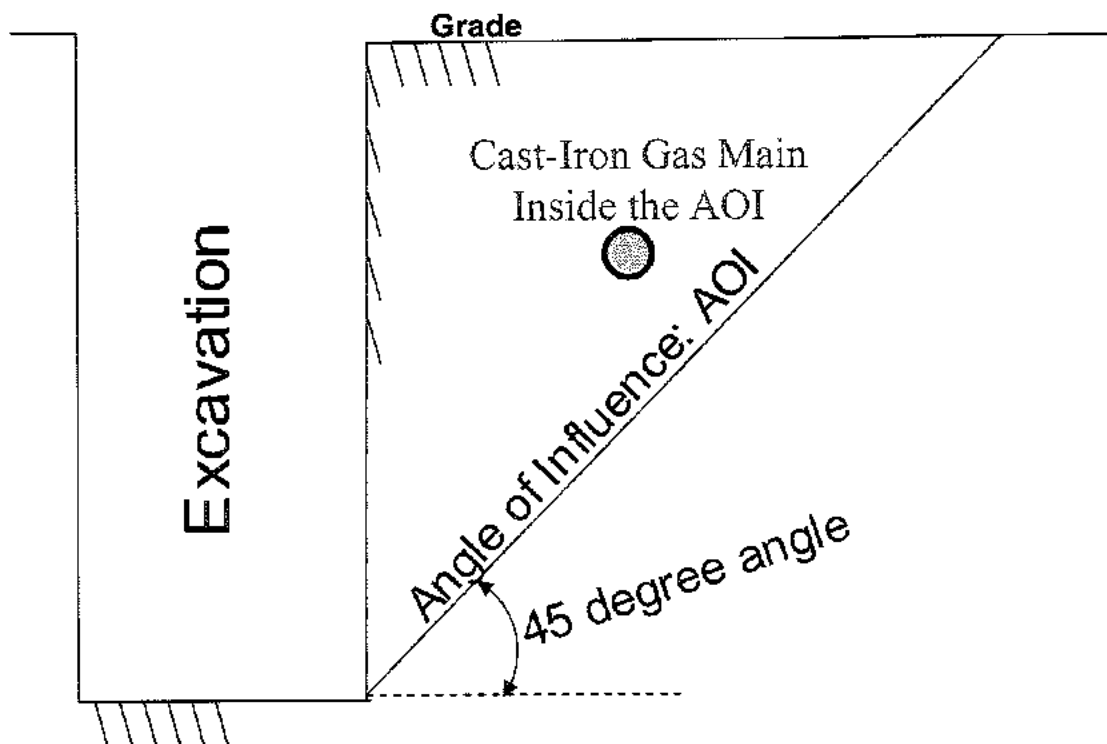 Grade
Cast-Iron Gas Main
Inside the AOI
Excavation
Angle of Influence: AOI
45 degree angle